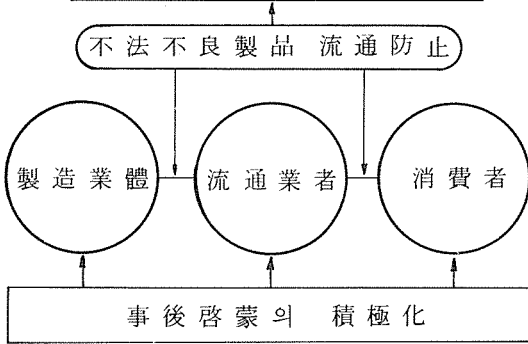 不法不良製品 流通防止
製造業體 流通業者 消費者
事後啓蒙의 積極化